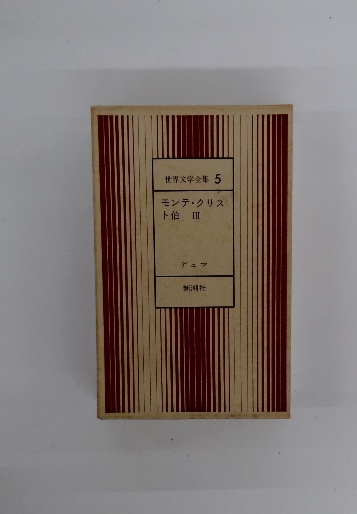 世界文学全集 5
モンテ・クリス
ト伯 III
デュマ
新潮社